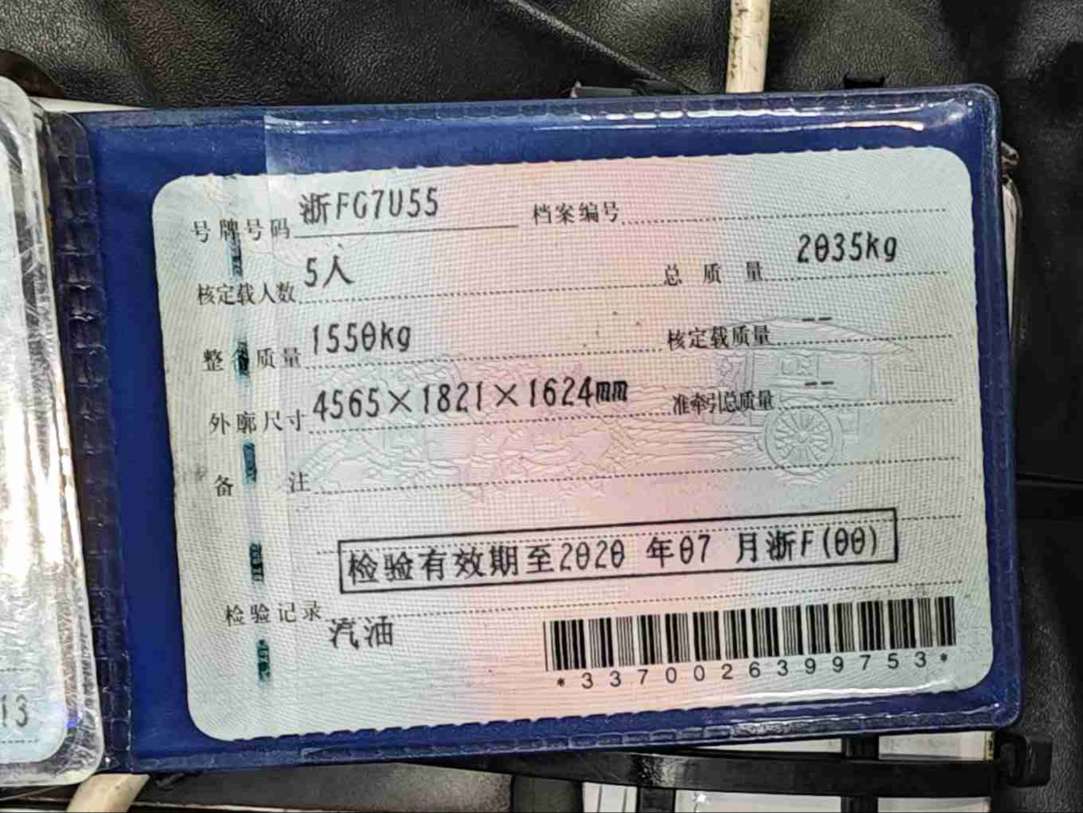 号牌号码 浙FG7U55 档案编号
核定载人数 5人 总质量 2035kg
整备质量 1550kg 核定载质量 --
外廓尺寸 4565×1821×1624mm 准牵引总质量 --
备注
检验有效期至2020 年07 月浙F(00)
检验记录
汽油
*3370026399753*
13